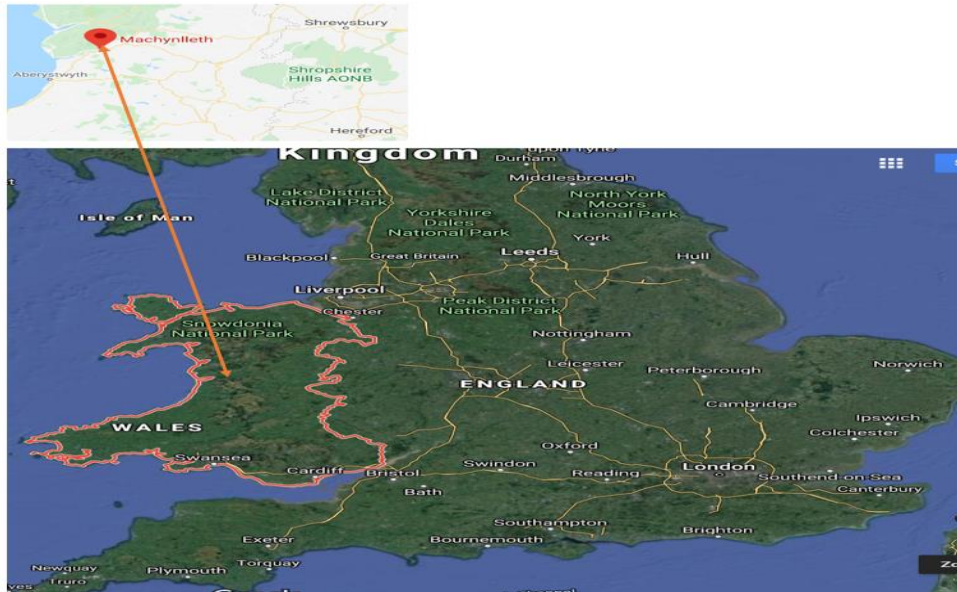 Shrewsbury
Machynlleth
Aberystwyth
Shropshire
Hills AONB
Hereford
Kingdom
Durham
Middlesbrough
Lake District
National Park
North York
Moors
National Park
Isle of Man
Yorkshire
Dales
National Park
York
Blackpool
Great Britain
Leeds
Hull
Liverpool
Chester
Peak District
National Park
Snowdonia
National Park
Nottingham
Leicester
Peterborough
Norwich
ENGLAND
Cambridge
Ipswich
WALES
Colchester
Oxford
Swansea
Swindon
London
Cardiff
Bristol
Reading
Southend-on-Sea
Bath
Canterbury
Southampton
Brighton
Exeter
Bournemouth
Newquay
Plymouth
Torquay
Truro